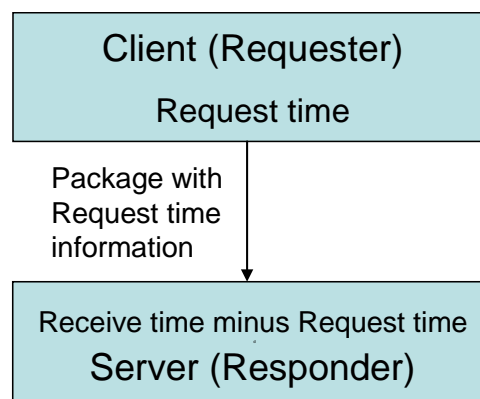 Client (Requester)
Request time
Package with
Request time
information
Receive time minus Request time
Server (Responder)